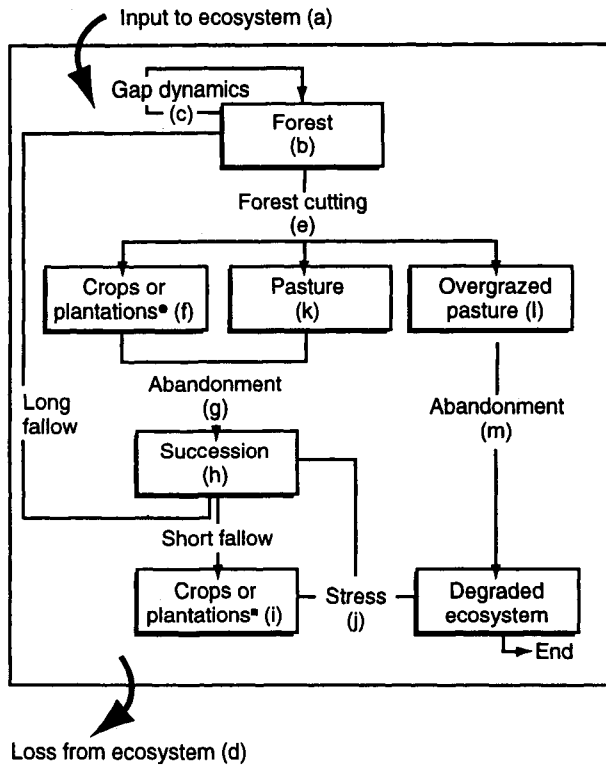 Input to ecosystem (a)
Gap dynamics
(c)
Forest
(b)
Forest cutting
(e)
Crops or
plantations• (f)
Pasture
(k)
Overgrazed
pasture (l)
Long
fallow
Abandonment
(g)
Abandonment
(m)
Succession
(h)
Short fallow
Crops or
plantations▪ (i)
Stress
(j)
Degraded
ecosystem
End
Loss from ecosystem (d)